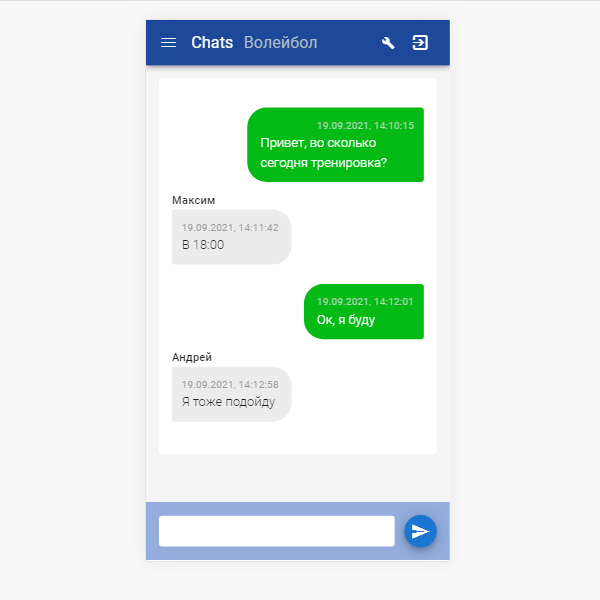 Chats Волейбол
19.09.2021, 14:10:15
Привет, во сколько
сегодня тренировка?
Максим
19.09.2021, 14:11:42
В 18:00
19.09.2021, 14:12:01
Ок, я буду
Андрей
19.09.2021, 14:12:58
Я тоже подойду